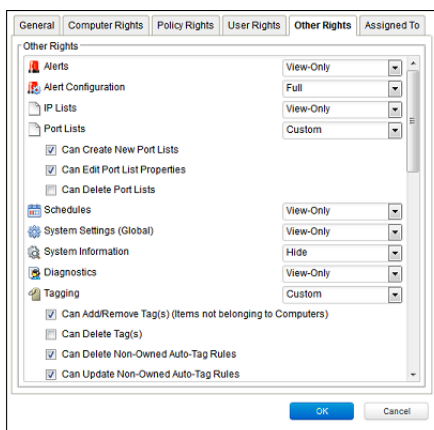 General Computer Rights Policy Rights User Rights Other Rights Assigned To
Other Rights
Alerts View-Only
Alert Configuration Full
IP Lists View-Only
Port Lists Custom
Can Create New Port Lists
Can Edit Port List Properties
Can Delete Port Lists
Schedules View-Only
System Settings (Global) View-Only
System Information Hide
Diagnostics View-Only
Tagging Custom
Can Add/Remove Tag(s) (Items not belonging to Computers)
Can Delete Tag(s)
Can Delete Non-Owned Auto-Tag Rules
Can Update Non-Owned Auto-Tag Rules
OK Cancel